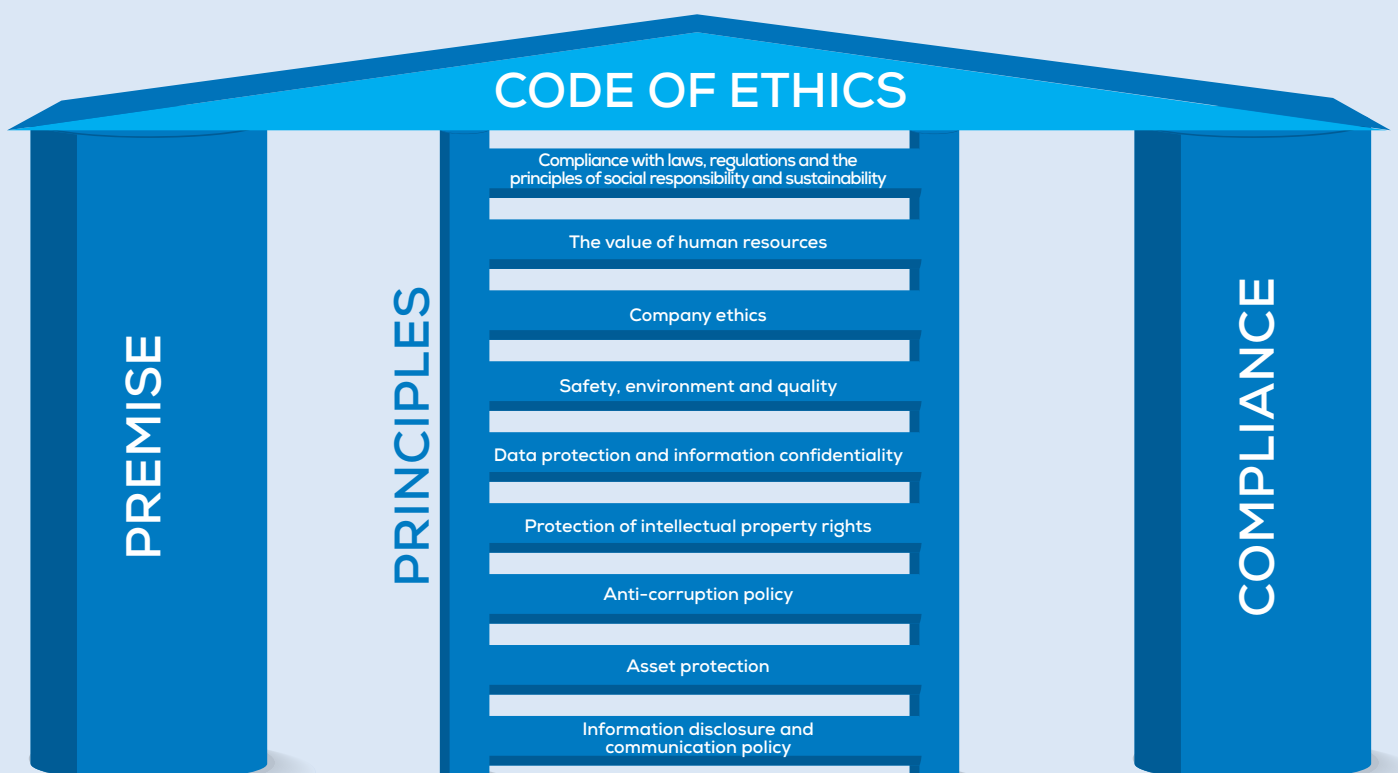 CODE OF ETHICS
PREMISE
PRINCIPLES
Compliance with laws, regulations and the
principles of social responsibility and sustainability
The value of human resources
Company ethics
Safety, environment and quality
Data protection and information confidentiality
Protection of intellectual property rights
Anti-corruption policy
Asset protection
Information disclosure and
communication policy
COMPLIANCE